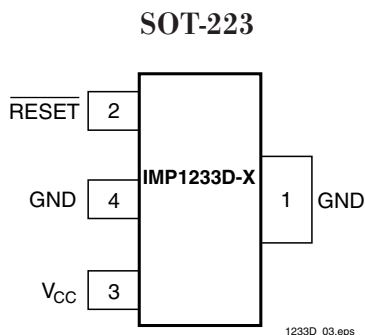 SOT-223
RESET 2
IMP1233D-X
GND 4
1 GND
VCC 3
1233D_03.eps